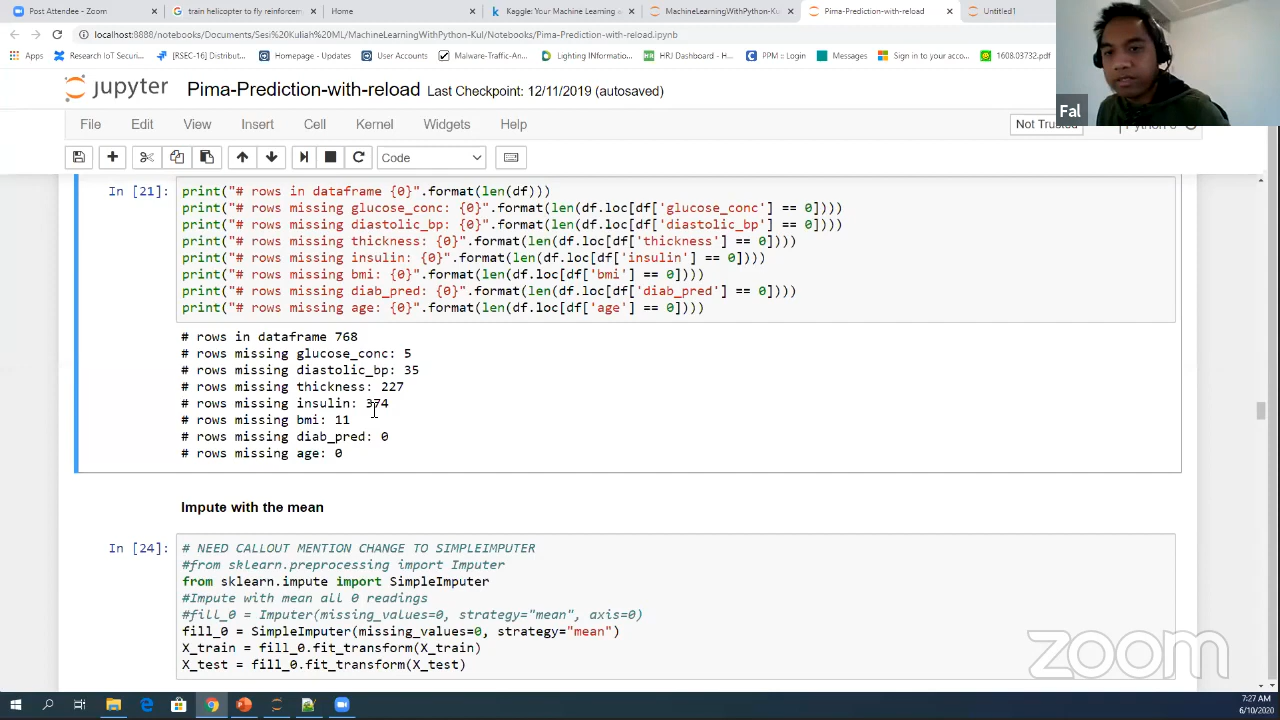 Post Attendee - Zoom
train helicopter to fly reinforcem
Home
Kaggle: Your Machine Learning
MachineLearningWithPython-Kul
Pima-Prediction-with-reload
Untitled1
localhost:8888/notebooks/Documents/Sesi%20Kuliah%20ML/MachineLearningWithPython-Kul/Notebooks/Pima-Prediction-with-reload.ipynb
Apps
Research IoT Securi...
[RSEC-16] Distribut...
Homepage - Updates
User Accounts
Malware-Traffic-An...
Lighting INformatio...
HRJ Dashboard - H...
PPM :: Login
Messages
Sign in to your acco...
1608.03732.pdf
jupyter
Pima-Prediction-with-reload Last Checkpoint: 12/11/2019 (autosaved)
Fal
File Edit View Insert Cell Kernel Widgets Help
Not Trusted
Code
In [21]:
print("# rows in dataframe {0}".format(len(df)))
print("# rows missing glucose_conc: {0}".format(len(df.loc[df['glucose_conc'] == 0])))
print("# rows missing diastolic_bp: {0}".format(len(df.loc[df['diastolic_bp'] == 0])))
print("# rows missing thickness: {0}".format(len(df.loc[df['thickness'] == 0])))
print("# rows missing insulin: {0}".format(len(df.loc[df['insulin'] == 0])))
print("# rows missing bmi: {0}".format(len(df.loc[df['bmi'] == 0])))
print("# rows missing diab_pred: {0}".format(len(df.loc[df['diab_pred'] == 0])))
print("# rows missing age: {0}".format(len(df.loc[df['age'] == 0])))
# rows in dataframe 768
# rows missing glucose_conc: 5
# rows missing diastolic_bp: 35
# rows missing thickness: 227
# rows missing insulin: 374
# rows missing bmi: 11
# rows missing diab_pred: 0
# rows missing age: 0
Impute with the mean
In [24]:
# NEED CALLOUT MENTION CHANGE TO SIMPLEIMPUTER
#from sklearn.preprocessing import Imputer
from sklearn.impute import SimpleImputer
#Impute with mean all 0 readings
#fill_0 = Imputer(missing_values=0, strategy="mean", axis=0)
fill_0 = SimpleImputer(missing_values=0, strategy="mean")
X_train = fill_0.fit_transform(X_train)
X_test = fill_0.fit_transform(X_test)
zoom
7:27 AM
6/10/2020